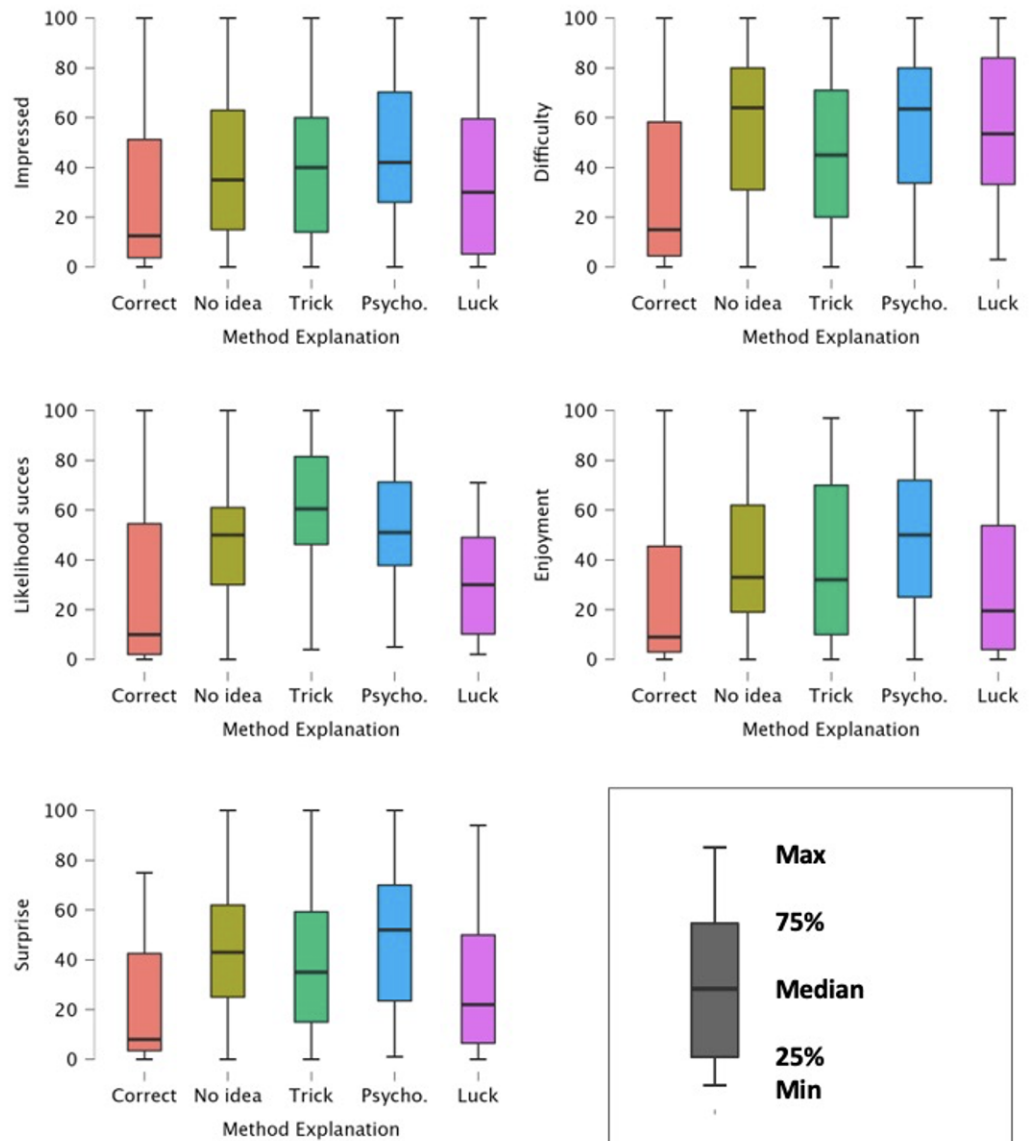 Impressed
100
80
60
40
20
0
Correct No idea Trick Psycho. Luck
Method Explanation
Difficulty
100
80
60
40
20
0
Correct No idea Trick Psycho. Luck
Method Explanation
Likelihood succes
100
80
60
40
20
0
Correct No idea Trick Psycho. Luck
Method Explanation
Enjoyment
100
80
60
40
20
0
Correct No idea Trick Psycho. Luck
Method Explanation
Surprise
100
80
60
40
20
0
Correct No idea Trick Psycho. Luck
Method Explanation
Max
75%
Median
25%
Min